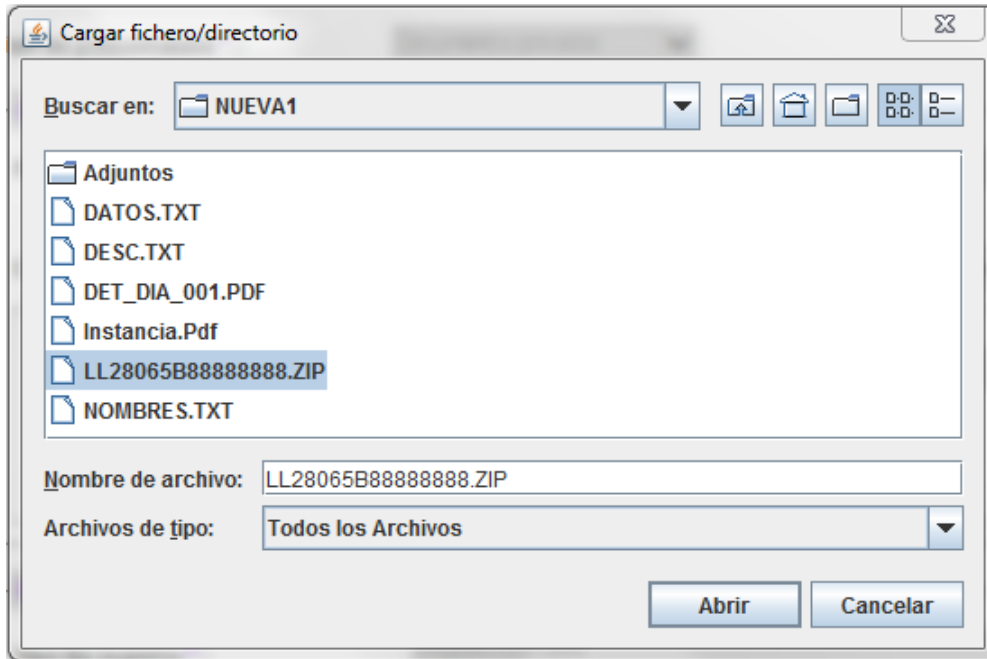 Cargar fichero/directorio
Buscar en: NUEVA1
Adjuntos
DATOS.TXT
DESC.TXT
DET_DIA_001.PDF
Instancia.Pdf
LL28065B88888888.ZIP
NOMBRES.TXT
Nombre de archivo: LL28065B88888888.ZIP
Archivos de tipo: Todos los Archivos
Abrir Cancelar